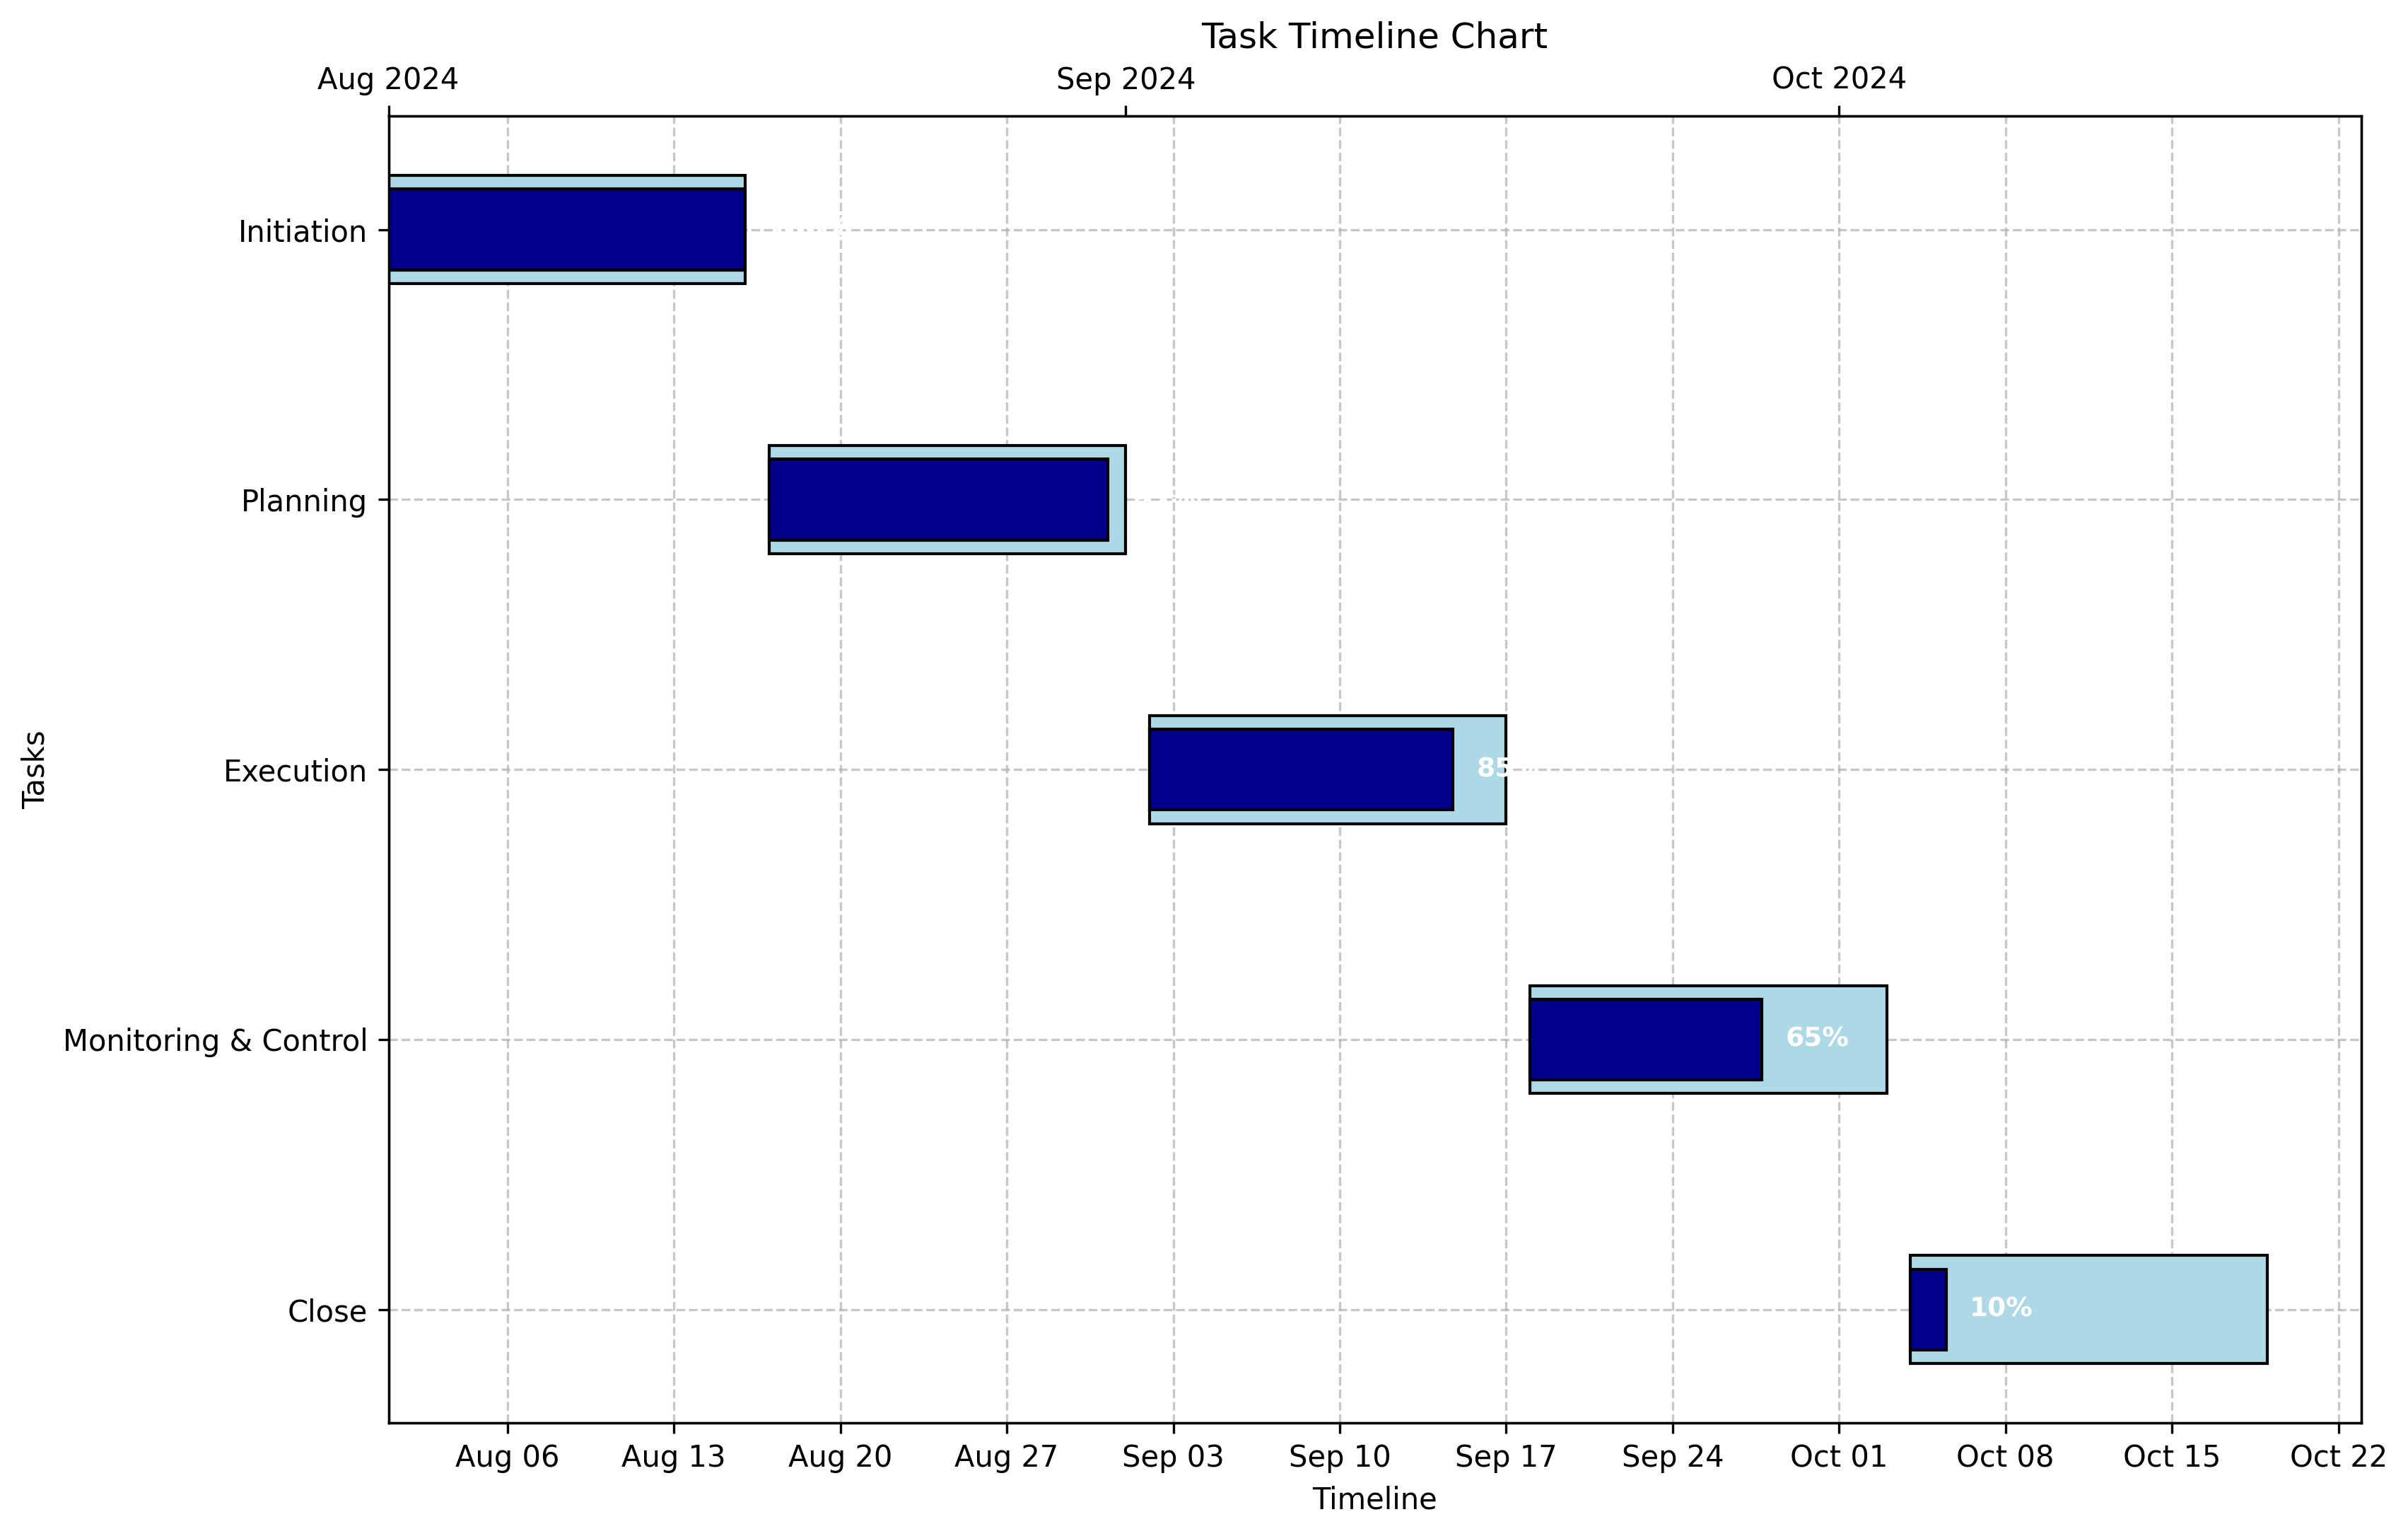 Task Timeline Chart
Aug 2024 Sep 2024 Oct 2024
Initiation
Planning
Execution
85
Monitoring & Control
65%
Close
10%
Tasks
Aug 06 Aug 13 Aug 20 Aug 27 Sep 03 Sep 10 Sep 17 Sep 24 Oct 01 Oct 08 Oct 15 Oct 22
Timeline